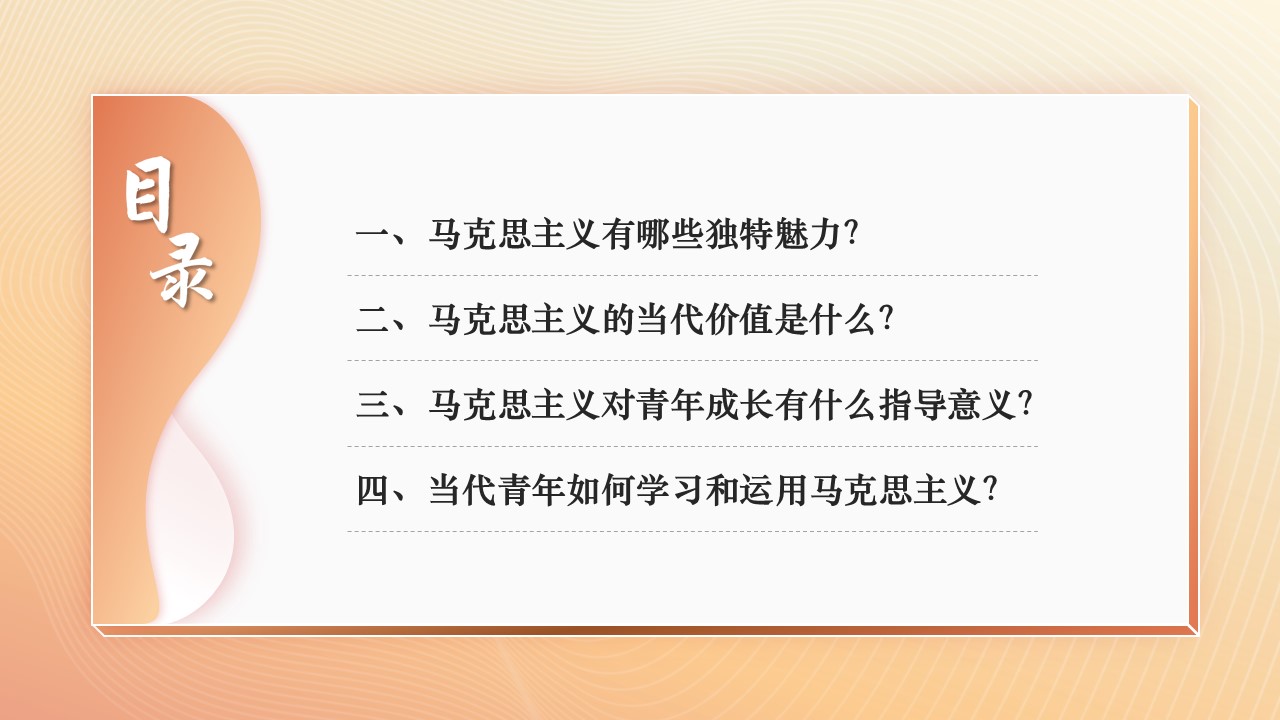 目录
一、马克思主义有哪些独特魅力？
二、马克思主义的当代价值是什么？
三、马克思主义对青年成长有什么指导意义？
四、当代青年如何学习和运用马克思主义？